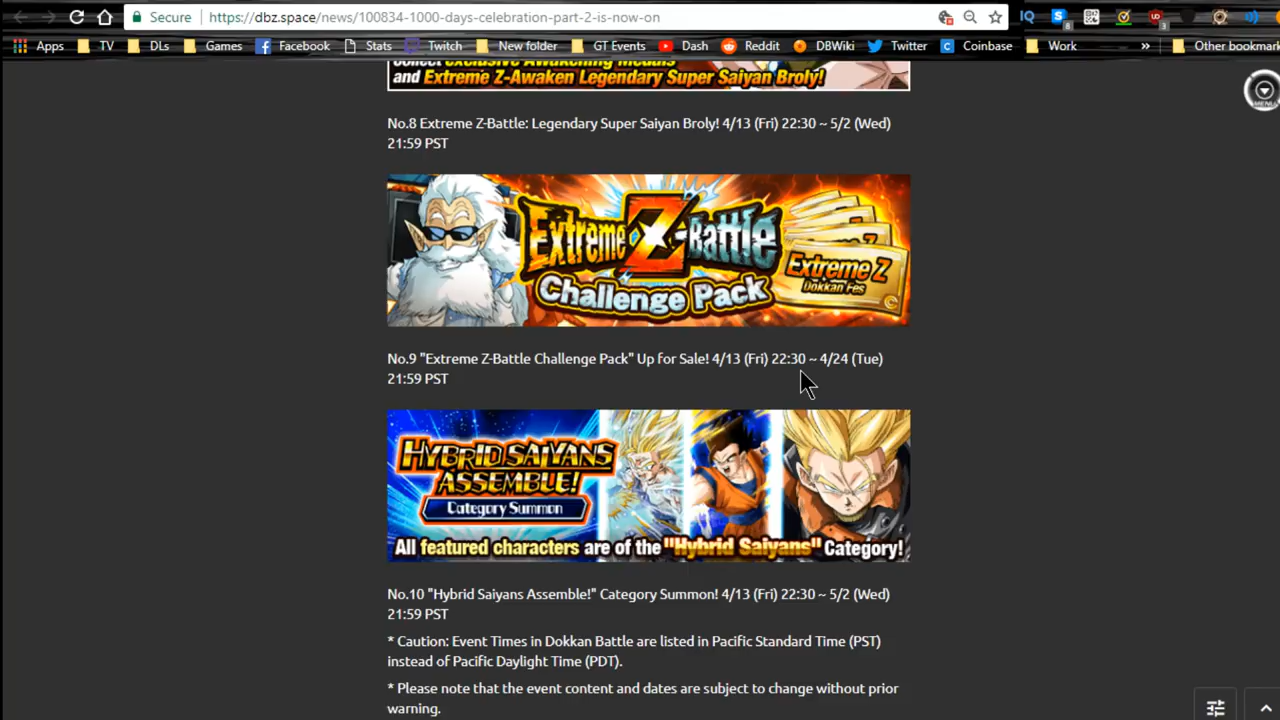 Secure https://dbz.space/news/100834-1000-days-celebration-part-2-is-now-on
Apps TV DLs Games Facebook Stats Twitch New folder GT Events Dash Reddit DBWiki Twitter Coinbase Work » Other bookmar
collect exclusive Awakening Medals
and Extreme Z-Awaken Legendary Super Saiyan Broly!
No.8 Extreme Z-Battle: Legendary Super Saiyan Broly! 4/13 (Fri) 22:30 ~ 5/2 (Wed)
21:59 PST
MENU
Extreme Z-Battle
Challenge Pack
Extreme Z
Dokkan Fes
No.9 "Extreme Z-Battle Challenge Pack" Up for Sale! 4/13 (Fri) 22:30 ~ 4/24 (Tue)
21:59 PST
HYBRID SAIYANS
ASSEMBLE!
Category Summon
All featured characters are of the "Hybrid Saiyans" Category!
No.10 "Hybrid Saiyans Assemble!" Category Summon! 4/13 (Fri) 22:30 ~ 5/2 (Wed)
21:59 PST
* Caution: Event Times in Dokkan Battle are listed in Pacific Standard Time (PST)
instead of Pacific Daylight Time (PDT).
* Please note that the event content and dates are subject to change without prior
warning.